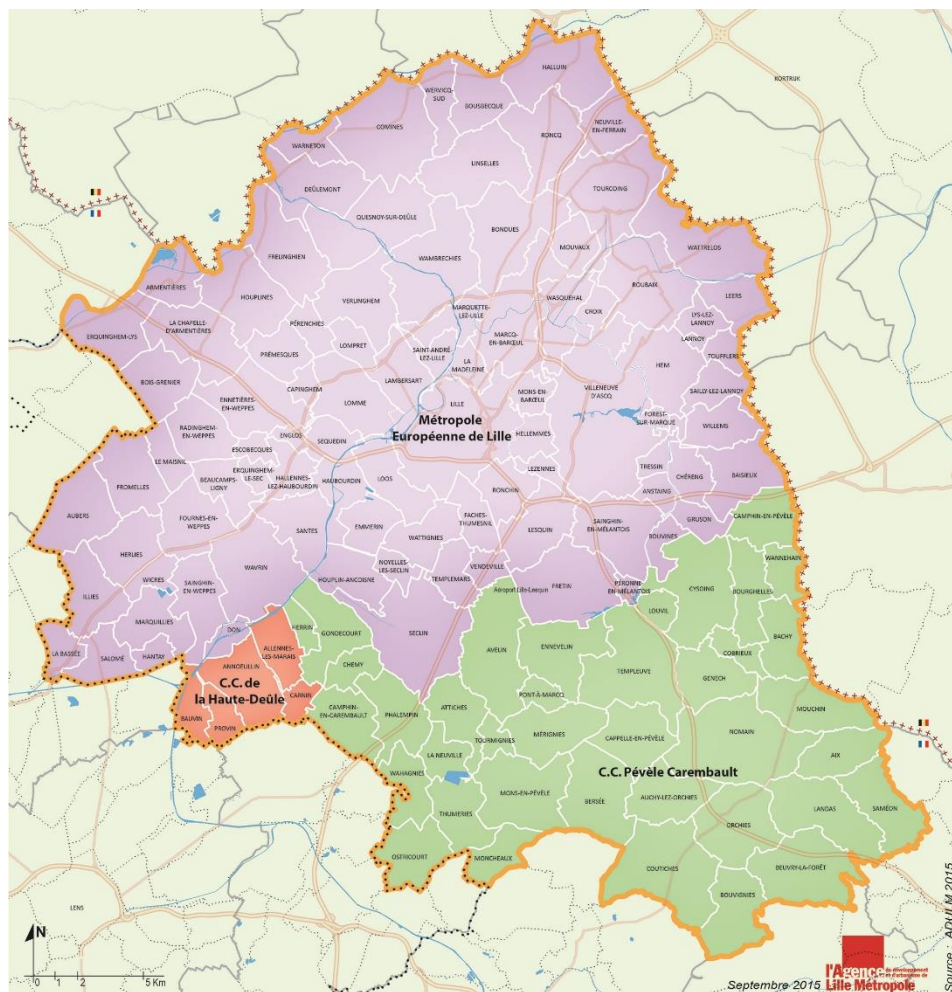 KORTRIJK
HALLUIN
WERVICQ-
SUD
BOUSBECQUE
NEUVILLE-
EN-FERRAIN
RONCQ
COMINES
WARNETON
LINSELLES
DEÛLEMONT
TOURCOING
QUESNOY-SUR-DEÛLE
BONDUES
MOUVAUX
WATTRELOS
FRELINGHIEN
WAMBRECHIES
ROUBAIX
ARMENTIÈRES
HOUPLINES
VERLINGHEM
WASQUEHAL
LEERS
MARQUETTE-
LEZ-LILLE
CROIX
LYS-LEZ-
LANNOY
LA CHAPELLE-
D'ARMENTIÈRES
PÉRENCHIES
ERQUINGHEM-LYS
LOMPRET
SAINT-ANDRÉ
LEZ-LILLE
MARCQ-
EN-BARŒUL
LANNOY
TOUFFLERS
PRÉMESQUES
LA
MADELEINE
HEM
BOIS-GRENIER
CAPINGHEM
LAMBERSART
MONS-EN-
BARŒUL
VILLENEUVE
D'ASCQ
SAILLY-LEZ-LANNOY
ENNETIÈRES
EN-WEPPES
LOMME
LILLE
Métropole
Européenne de Lille
FOREST-
SUR-MARQUE
WILLEMS
RADINGHEM-
EN-WEPPES
ENGLOS
SEQUEDIN
HELLEMMES
ESCOBECQUES
LE MAISNIL
ERQUINGHEM-
LE-SEC
HALLENNES-
LEZ-HAUBOURDIN
HAUBOURDIN
LOOS
LEZENNES
TRESSIN
CHÉRENG
BAISIEUX
BEAUCAMPS-
LIGNY
FROMELLES
RONCHIN
ANSTAING
AUBERS
FOURNES-EN-
WEPPES
SANTES
EMMERIN
FACHES-
THUMESNIL
LESQUIN
SAINGHIN-
EN-MÉLANTOIS
GRUSON
CAMPHIN-EN-PÉVÈLE
WATTIGNIES
BOUVINES
HERLIES
WAVRIN
NOYELLES-
LES-SECLIN
TEMPLEMARS
VENDEVILLE
WANNEHAIN
WICRES
SAINGHIN-
EN-WEPPES
HOUPLIN-ANCOISNE
Aéroport Lille-Lesquin
FRETIN
PÉRONNE
EN-MÉLANTOIS
CYSOING
BOURGHELLES
ILLIES
MARQUILLIES
LOUVIL
DON
HERRIN
GONDECOURT
SECLIN
BACHY
LA BASSÉE
SALOMÉ
HANTAY
ALLENNES-
LES-MARAIS
AVELIN
ENNEVELIN
COBRIEUX
ANNŒULLIN
CHEMY
TEMPLEUVE
GENECH
C.C. de
la Haute-Deûle
CARNIN
PONT-À-MARCQ
CAMPHIN-
EN-CAREMBAULT
PHALEMPIN
ATTICHES
MOUCHIN
BAUVIN
PROVIN
MÉRIGNIES
NOMAIN
TOURMIGNIES
CAPPELLE-EN-PÉVÈLE
LA NEUVILLE
AIX
WAHAGNIES
C.C. Pévèle Carembault
MONS-EN-PÉVÈLE
BERSÉE
AUCHY-LEZ-ORCHIES
LANDAS
SAMÉON
THUMERIES
ORCHIES
OSTRICOURT
MONCHEAUX
COUTICHES
BEUVRY-LA-FORÊT
BOUVIGNIES
LENS
N
0 1 2 5 Km
Septembre 2015
l'Agence de développement
et d'urbanisme de
Lille Métropole
Source : ADULM 2015